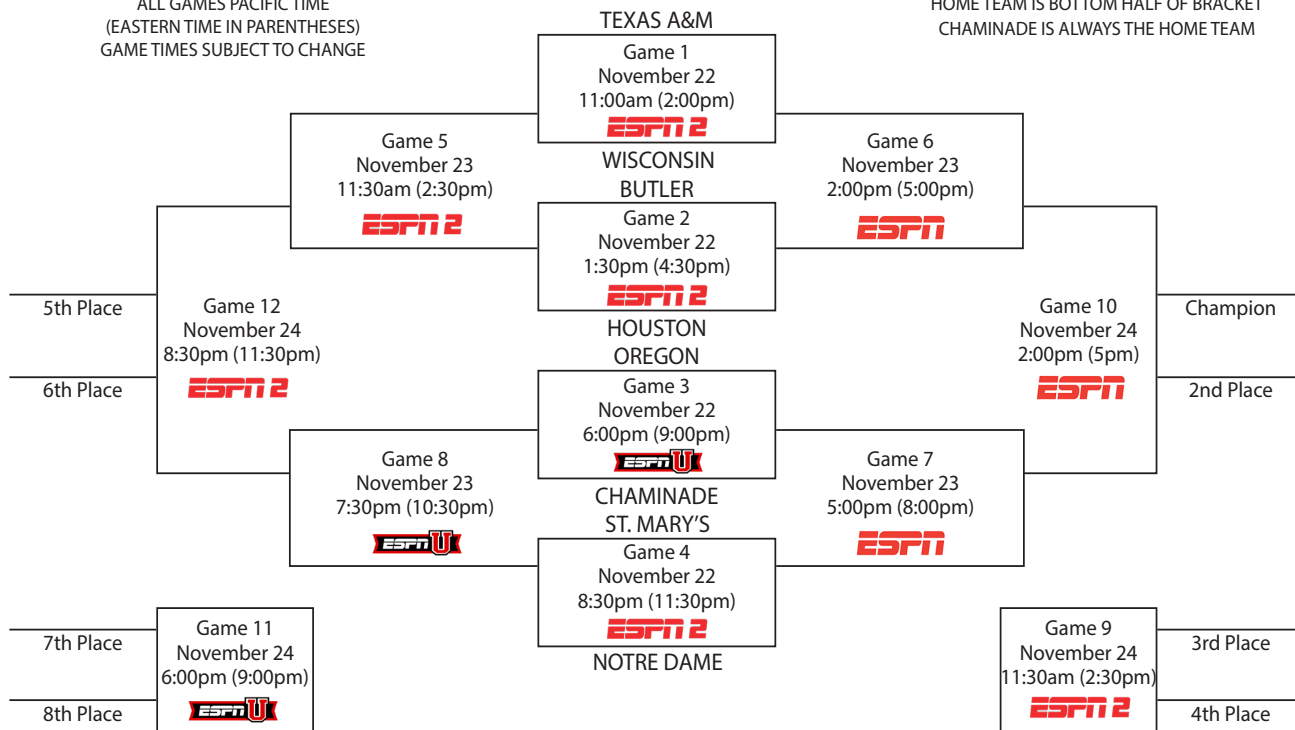 ALL GAMES PACIFIC TIME
(EASTERN TIME IN PARENTHESES)
GAME TIMES SUBJECT TO CHANGE
HOME TEAM IS BOTTOM HALF OF BRACKET
CHAMINADE IS ALWAYS THE HOME TEAM
TEXAS A&M
Game 1
November 22
11:00am (2:00pm)
ESPN 2
WISCONSIN
Game 5
November 23
11:30am (2:30pm)
ESPN 2
Game 6
November 23
2:00pm (5:00pm)
ESPN
BUTLER
Game 2
November 22
1:30pm (4:30pm)
ESPN 2
HOUSTON
5th Place
Game 12
November 24
8:30pm (11:30pm)
ESPN 2
6th Place
Game 10
November 24
2:00pm (5pm)
ESPN
Champion
2nd Place
OREGON
Game 3
November 22
6:00pm (9:00pm)
ESPN U
CHAMINADE
Game 8
November 23
7:30pm (10:30pm)
ESPN U
Game 7
November 23
5:00pm (8:00pm)
ESPN
ST. MARY'S
Game 4
November 22
8:30pm (11:30pm)
ESPN 2
NOTRE DAME
7th Place
Game 11
November 24
6:00pm (9:00pm)
ESPN U
8th Place
Game 9
November 24
11:30am (2:30pm)
ESPN 2
3rd Place
4th Place